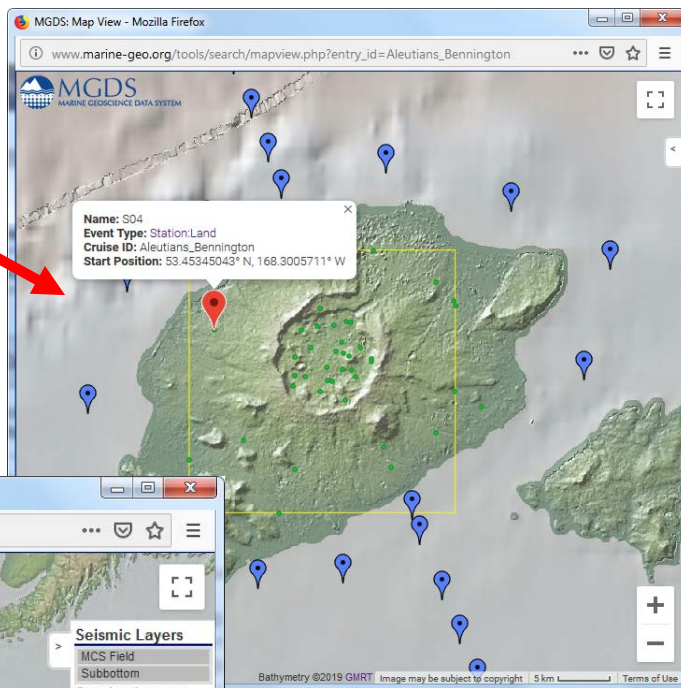 MGDS: Map View - Mozilla Firefox
www.marine-geo.org/tools/search/mapview.php?entry_id=Aleutians_Bennington
MGDS
MARINE GEOSCIENCE DATA SYSTEM
Name: S04
Event Type: Station:Land
Cruise ID: Aleutians_Bennington
Start Position: 53.45345043° N, 168.3005711° W
Seismic Layers
MCS Field
Subbottom
Bathymetry ©2019 GMRT Image may be subject to copyright 5 km Terms of Use